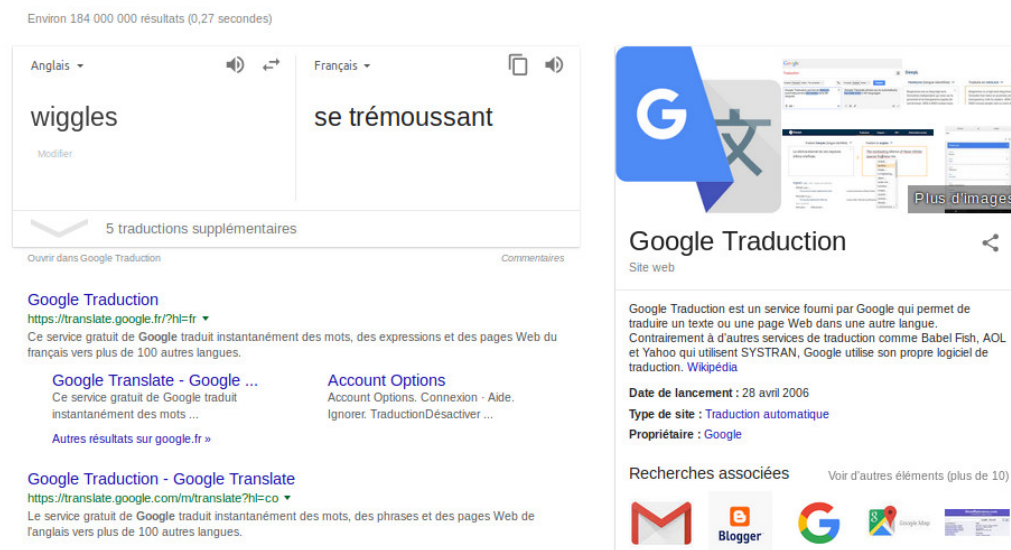 Environ 184 000 000 résultats (0,27 secondes)
Anglais
Français
wiggles
se trémoussant
Modifier
5 traductions supplémentaires
Ouvrir dans Google Traduction
Commentaires
Google Traduction
https://translate.google.fr/?hl=fr
Ce service gratuit de Google traduit instantanément des mots, des expressions et des pages Web du
français vers plus de 100 autres langues.
Google Translate - Google ...
Ce service gratuit de Google traduit
instantanément des mots ...
Account Options
Account Options. Connexion · Aide.
Ignorer. TraductionDésactiver ...
Autres résultats sur google.fr »
Google Traduction - Google Translate
https://translate.google.com/m/translate?hl=co
Le service gratuit de Google traduit instantanément des mots, des phrases et des pages Web de
l'anglais vers plus de 100 autres langues.
G
文
Plus d'images
Google Traduction
Site web
Google Traduction est un service fourni par Google qui permet de
traduire un texte ou une page Web dans une autre langue.
Contrairement à d'autres services de traduction comme Babel Fish, AOL
et Yahoo qui utilisent SYSTRAN, Google utilise son propre logiciel de
traduction. Wikipédia
Date de lancement : 28 avril 2006
Type de site : Traduction automatique
Propriétaire : Google
Recherches associées
Voir d'autres éléments (plus de 10)
Blogger
G
Google Map